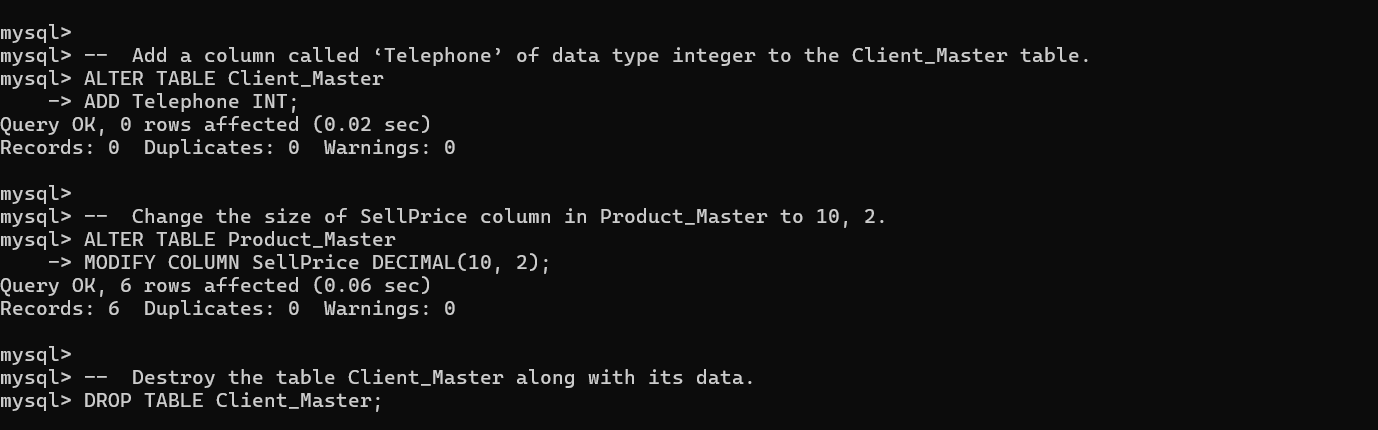 mysql>
mysql> --  Add a column called ‘Telephone’ of data type integer to the Client_Master table.
mysql> ALTER TABLE Client_Master
    -> ADD Telephone INT;
Query OK, 0 rows affected (0.02 sec)
Records: 0  Duplicates: 0  Warnings: 0

mysql>
mysql> --  Change the size of SellPrice column in Product_Master to 10, 2.
mysql> ALTER TABLE Product_Master
    -> MODIFY COLUMN SellPrice DECIMAL(10, 2);
Query OK, 6 rows affected (0.06 sec)
Records: 6  Duplicates: 0  Warnings: 0

mysql>
mysql> --  Destroy the table Client_Master along with its data.
mysql> DROP TABLE Client_Master;